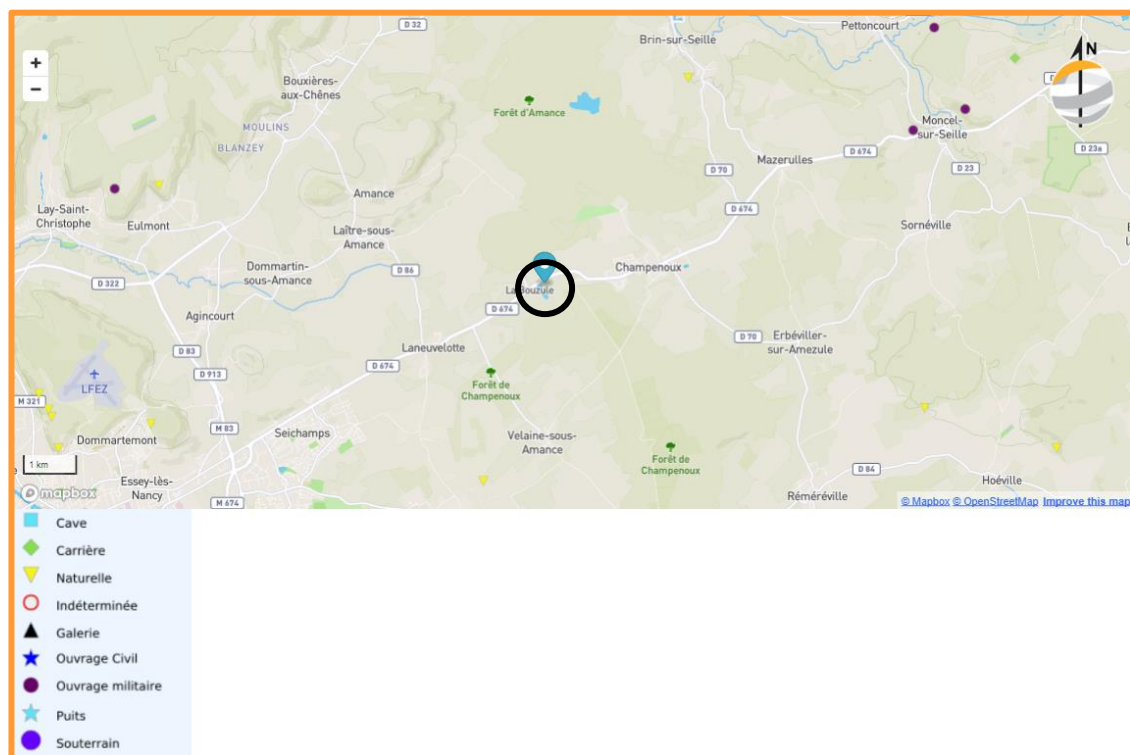 D 32
Pettoncourt
Brin-sur-Seille
N
+
−
Bouxières-
aux-Chênes
Forêt d'Amance
MOULINS
BLANZEY
Moncel-
sur-Seille
D 674
D 23a
Mazerulles
D 70
D 23
Amance
Lay-Saint-
Christophe
Eulmont
D 674
Laître-sous-
Amance
Sornéville
Dommartin-
sous-Amance
D 86
Champenoux
D 322
La Bouzule
D 674
Agincourt
D 70
Erbéviller-
sur-Amezule
D 83
Laneuvelotte
D 674
D 913
LFEZ
Forêt de
Champenoux
M 321
M 83
Seichamps
Dommartemont
Velaine-sous-
Amance
Forêt de
Champenoux
1 km
D 84
Essey-lès-
Nancy
Hoéville
mapbox
M 674
Réméréville
© Mapbox © OpenStreetMap Improve this map
Cave
Carrière
Naturelle
Indéterminée
Galerie
Ouvrage Civil
Ouvrage militaire
Puits
Souterrain